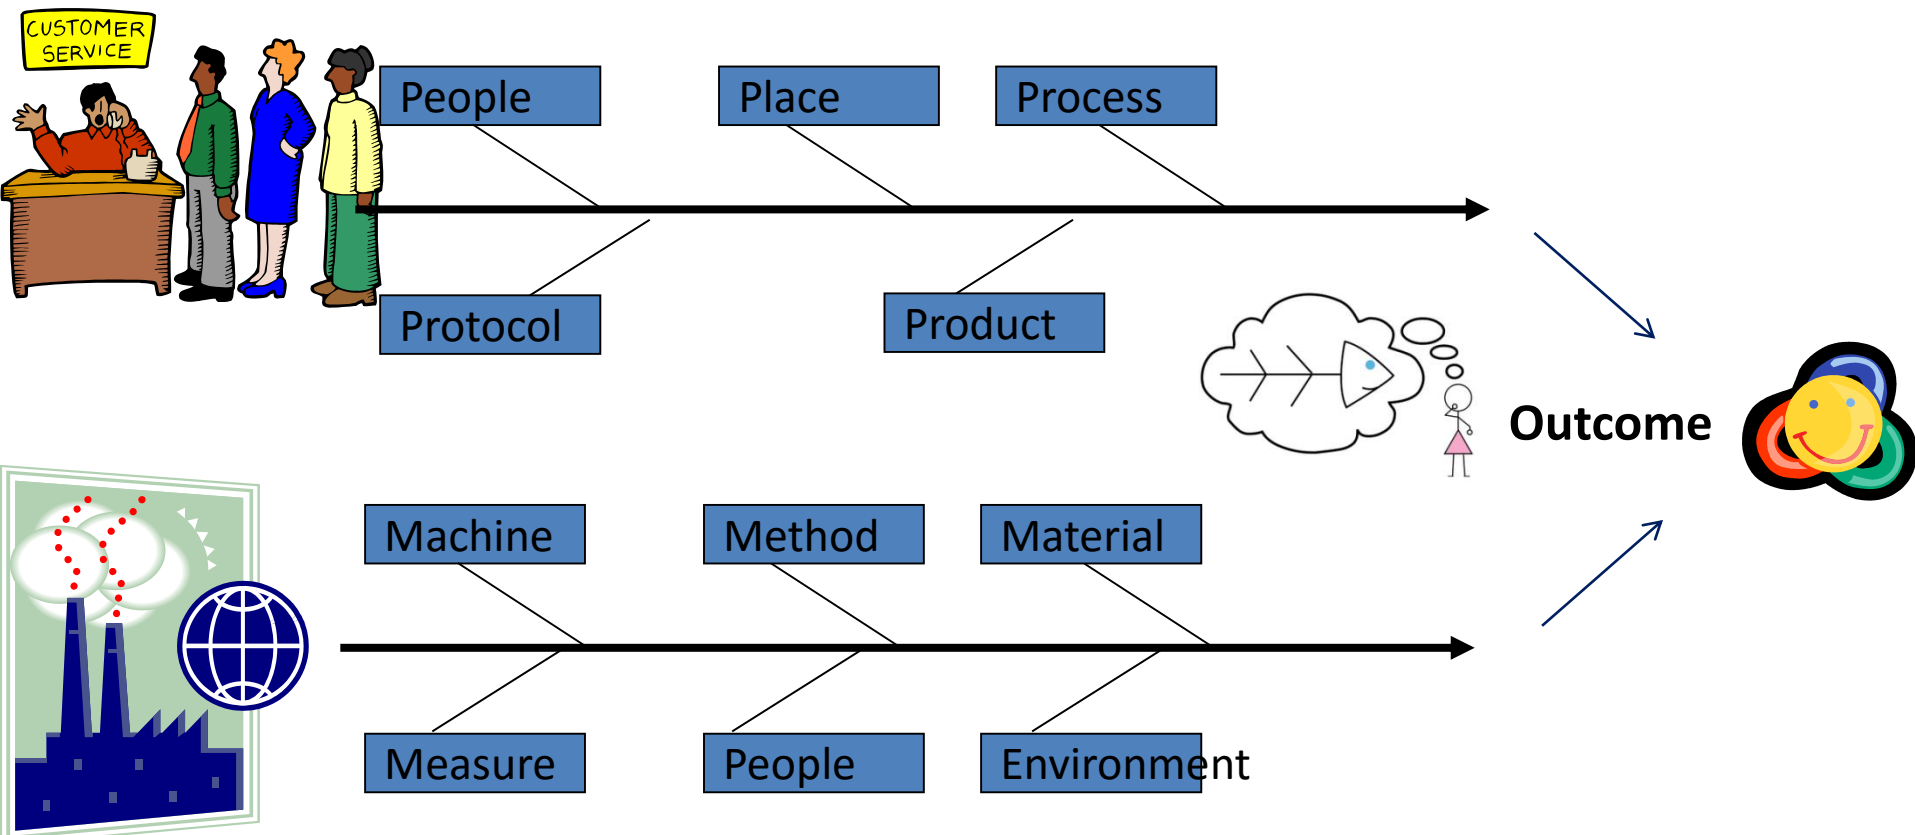 CUSTOMER
SERVICE
People
Place
Process
Protocol
Product
Outcome
Machine
Method
Material
Measure
People
Environment